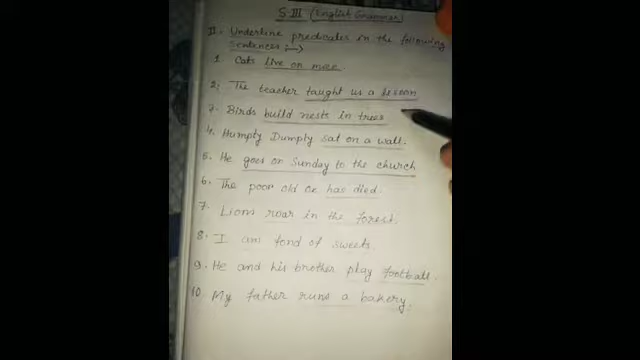 S-III (English Grammar)
II. Underline predicates in the following
Sentences :-
1. Cats live on mice.
2. The teacher taught us a lesson
3. Birds build nests in trees
4. Humpty Dumpty sat on a wall.
5. He goes on Sunday to the church
6. The poor old ox has died.
7. Lions roar in the forest.
8. I am fond of sweets.
9. He and his brother play football.
10. My father runs a bakery.